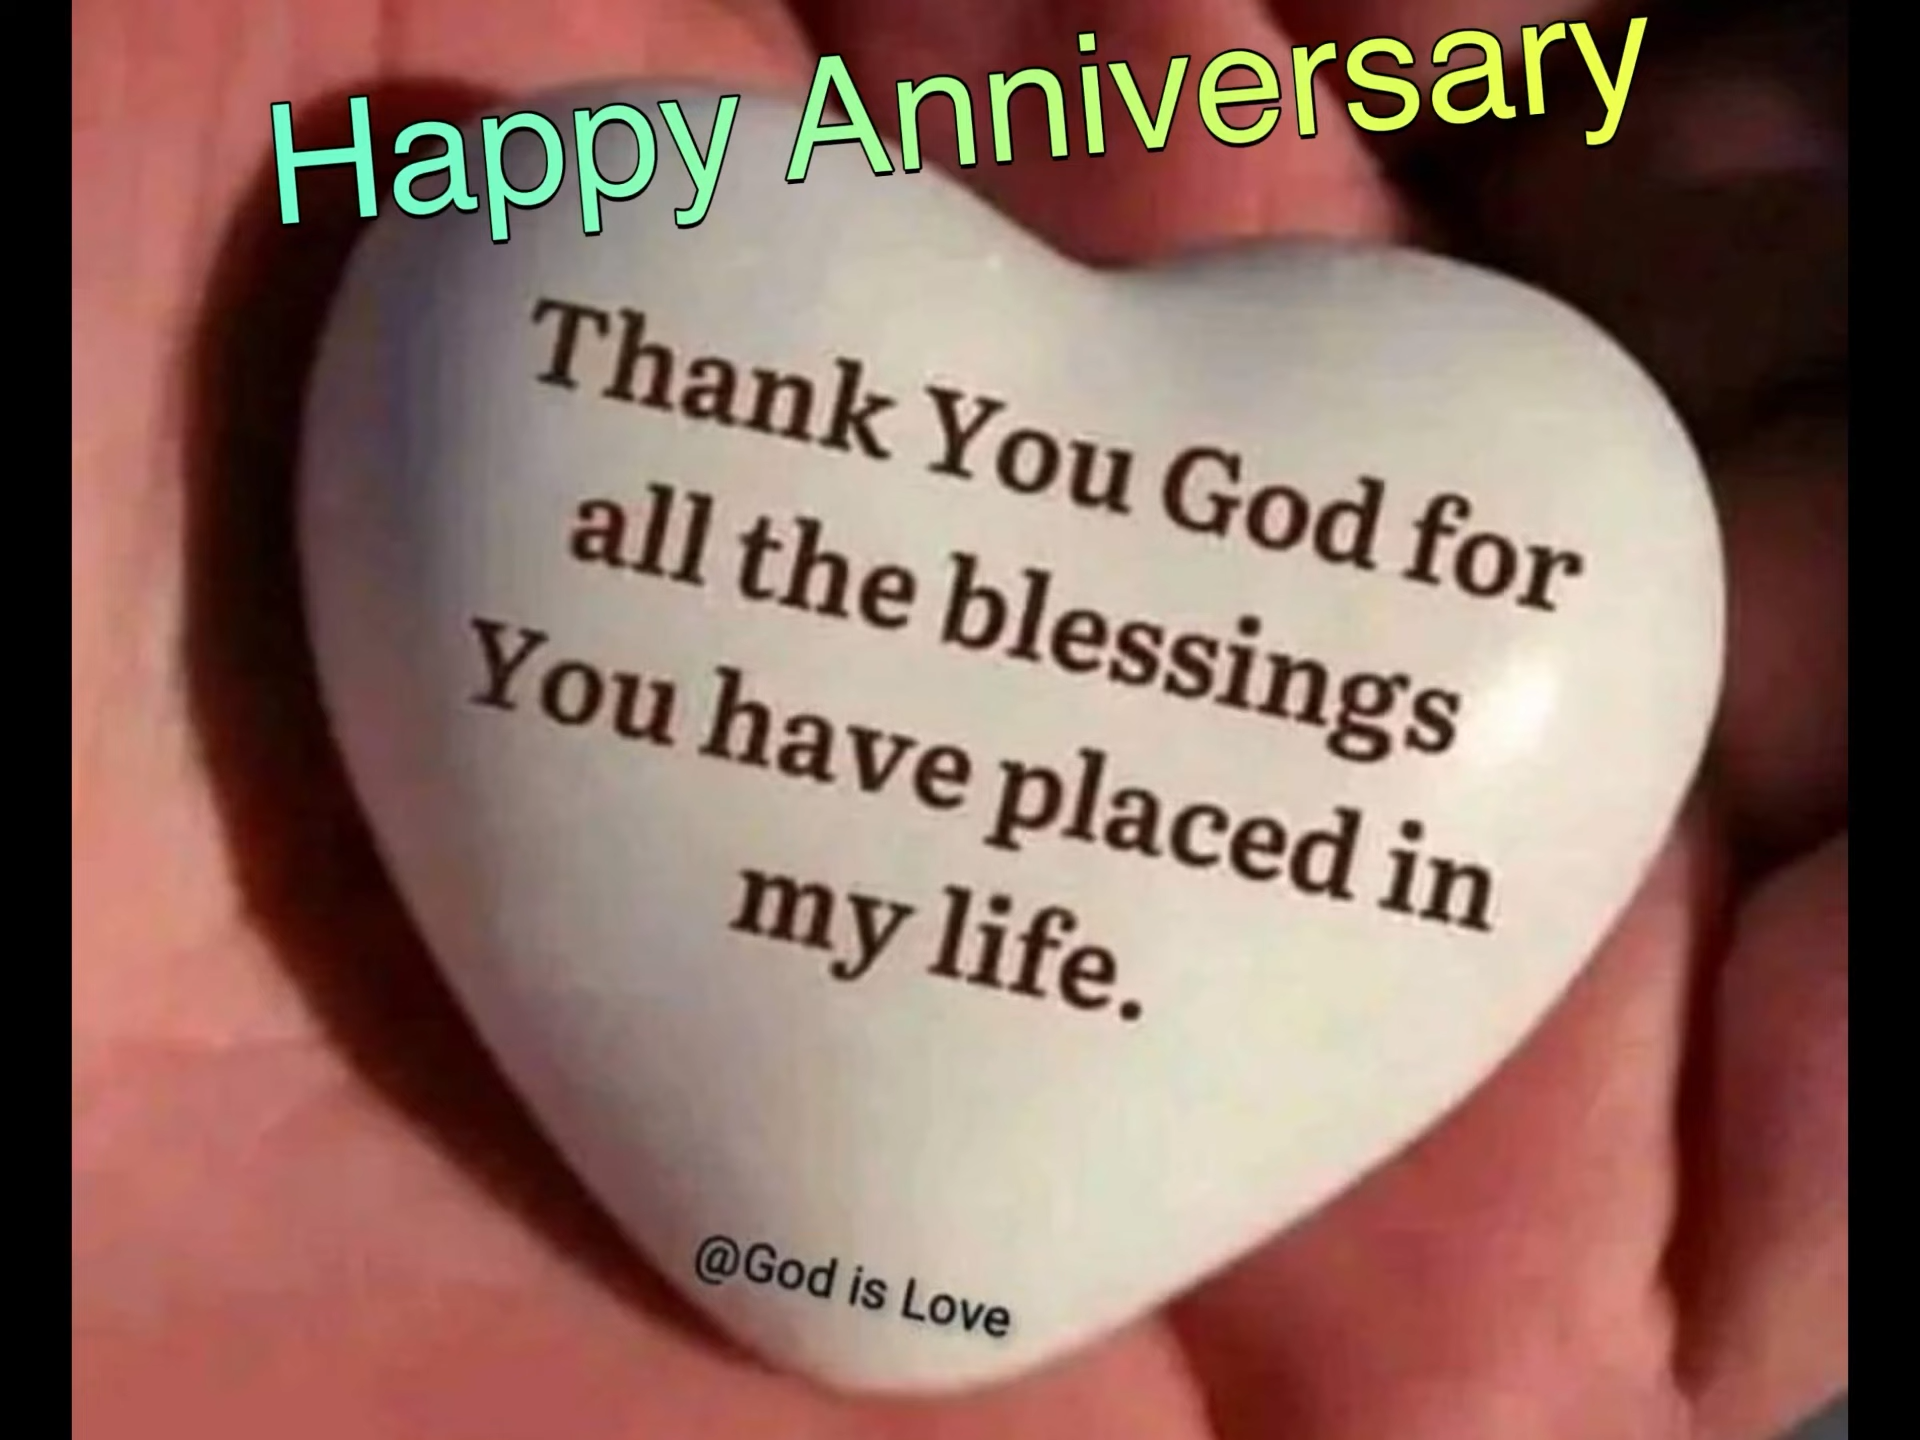 Happy Anniversary
Thank You God for
all the blessings
You have placed in
my life.
@God is Love